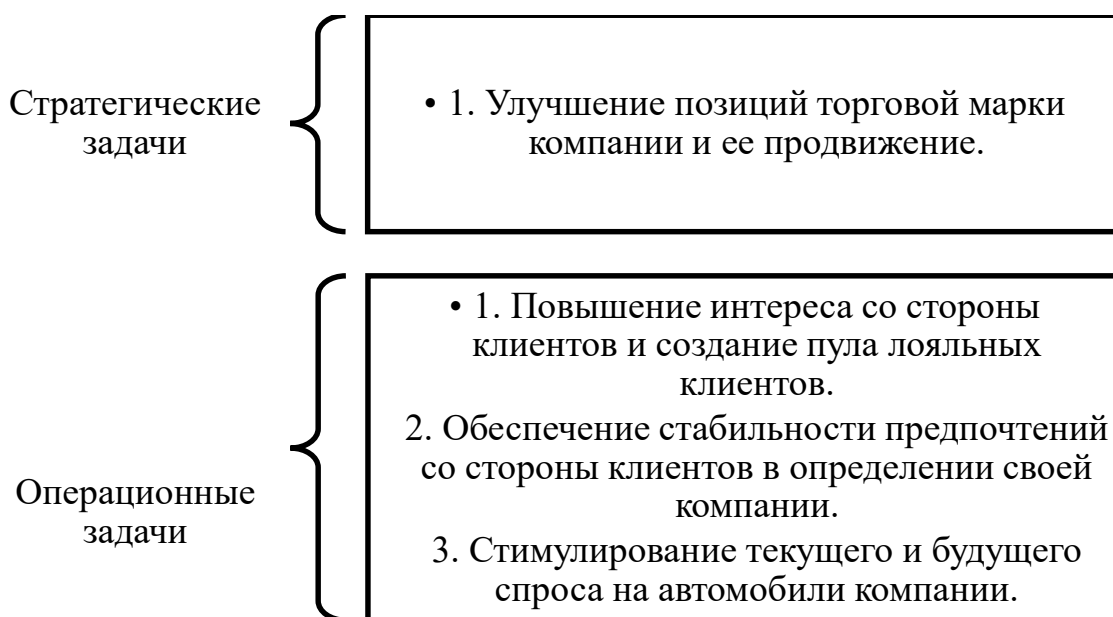 Стратегические
задачи
• 1. Улучшение позиций торговой марки
компании и ее продвижение.
Операционные
задачи
• 1. Повышение интереса со стороны
клиентов и создание пула лояльных
клиентов.
2. Обеспечение стабильности предпочтений
со стороны клиентов в определении своей
компании.
3. Стимулирование текущего и будущего
спроса на автомобили компании.